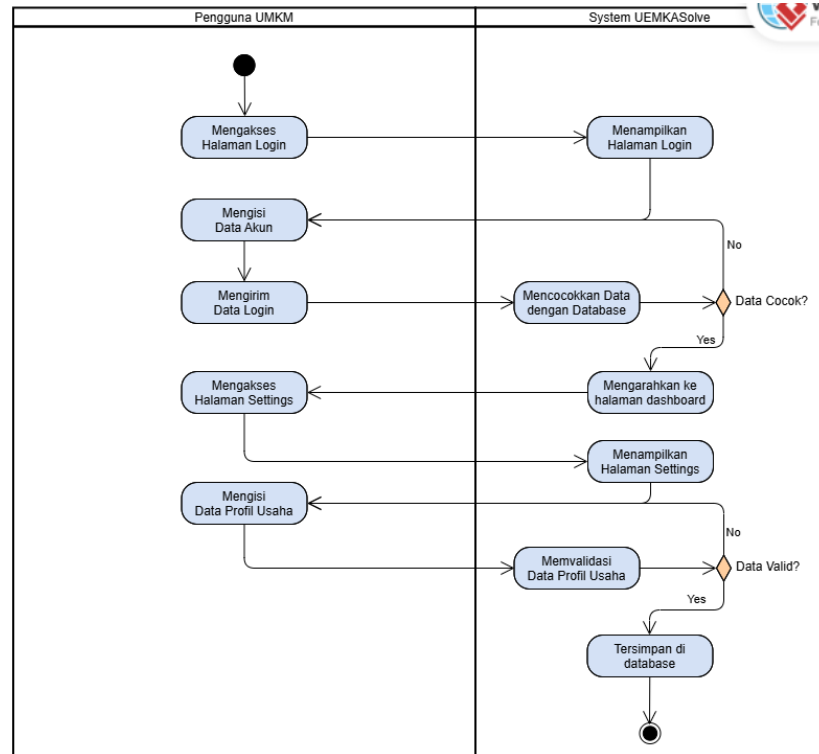 Pengguna UMKM
System UEMKASolve
Mengakses
Halaman Login
Menampilkan
Halaman Login
Mengisi
Data Akun
No
Mengirim
Data Login
Mencocokkan Data
dengan Database
Data Cocok?
Yes
Mengakses
Halaman Settings
Mengarahkan ke
halaman dashboard
Menampilkan
Halaman Settings
Mengisi
Data Profil Usaha
No
Memvalidasi
Data Profil Usaha
Data Valid?
Yes
Tersimpan di
database